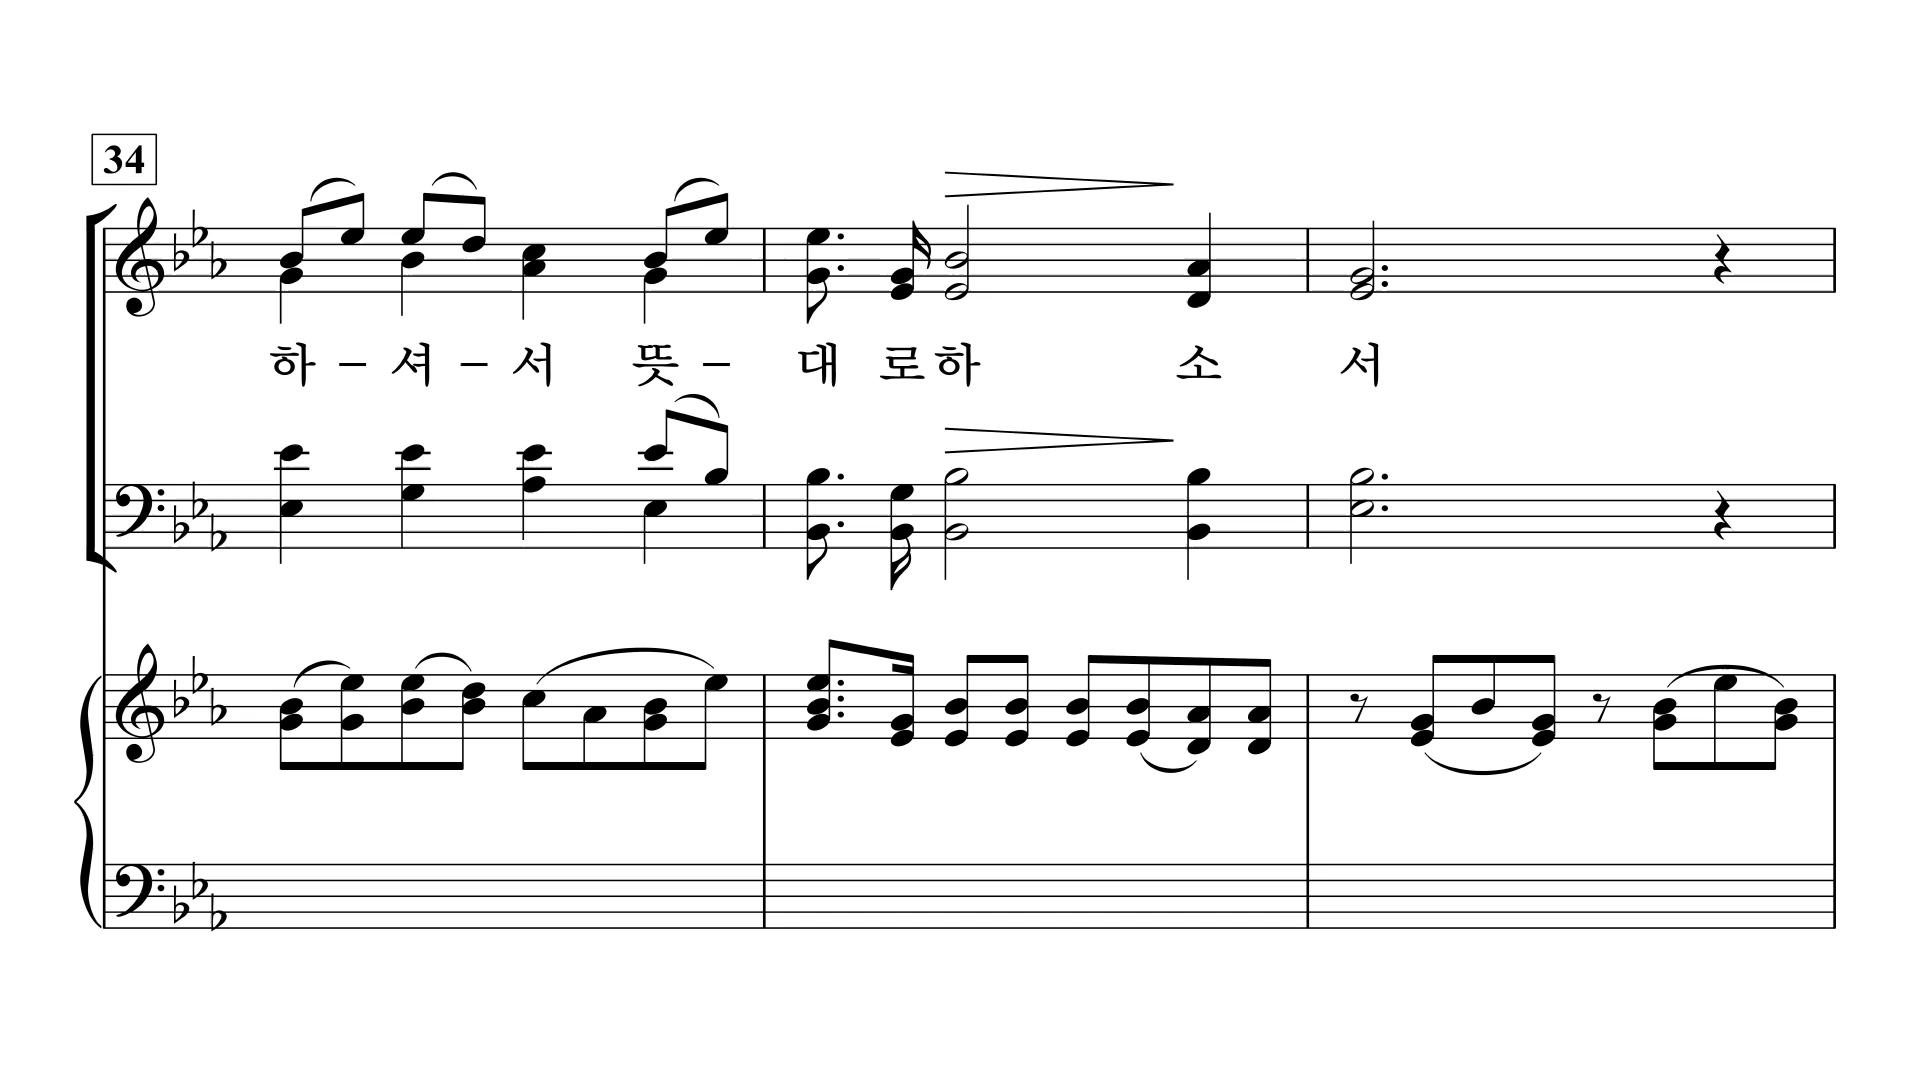 34
하 – 셔 – 서 뜻 – 대 로 하 소 서